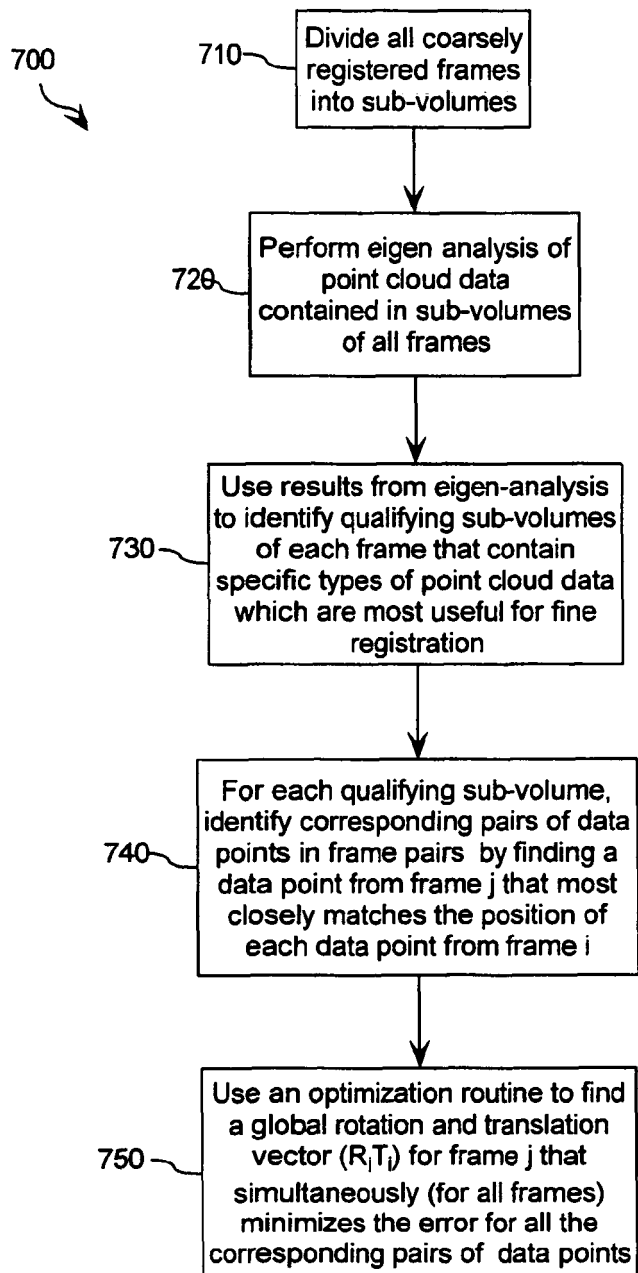 700
710
Divide all coarsely
registered frames
into sub-volumes
720
Perform eigen analysis of
point cloud data
contained in sub-volumes
of all frames
730
Use results from eigen-analysis
to identify qualifying sub-volumes
of each frame that contain
specific types of point cloud data
which are most useful for fine
registration
740
For each qualifying sub-volume,
identify corresponding pairs of data
points in frame pairs by finding a
data point from frame j that most
closely matches the position of
each data point from frame i
750
Use an optimization routine to find
a global rotation and translation
vector (RjTj) for frame j that
simultaneously (for all frames)
minimizes the error for all the
corresponding pairs of data points